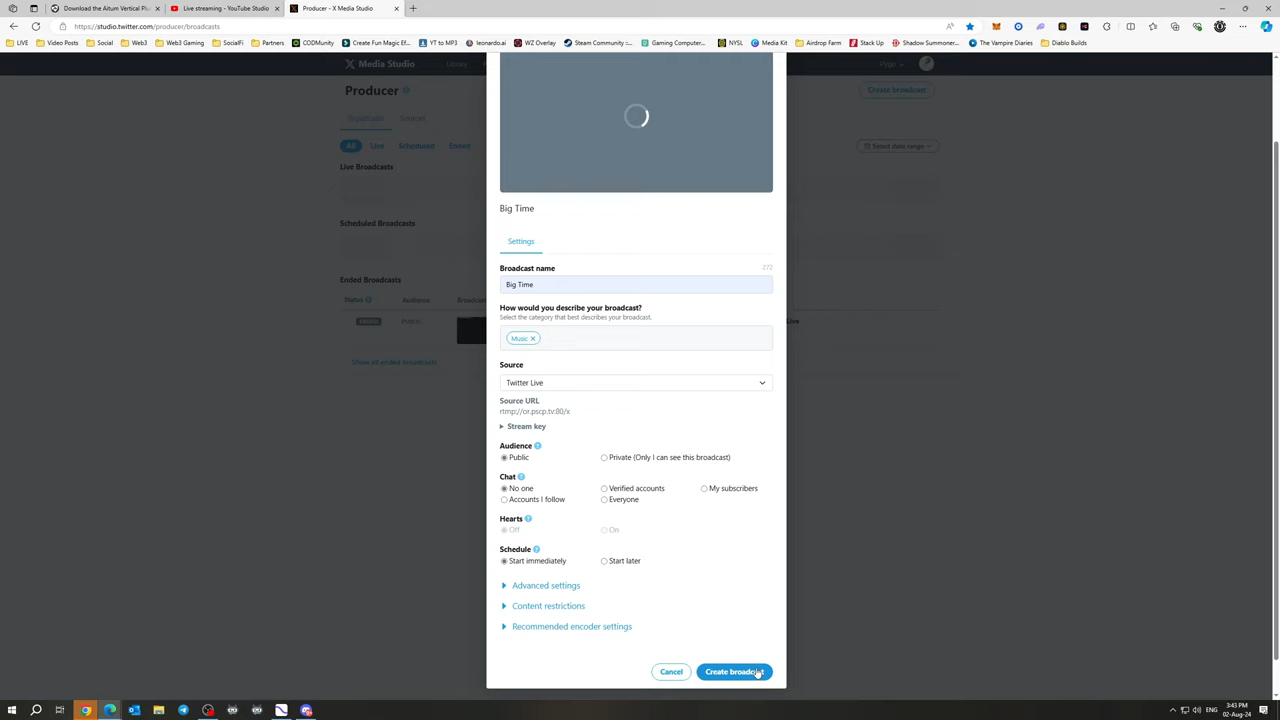 Download the Aitum Vertical Plu
Live streaming - YouTube Studio
Producer - X Media Studio
https://studio.twitter.com/producer/broadcasts
LIVE
Video Posts
Social
Web3
Web3 Gaming
SocialFi
Partners
CODMunity
Create Fun Magic Ef...
YT to MP3
leonardo.ai
WZ Overlay
Steam Community ::...
Gaming Computer...
NYSL
Media Kit
Airdrop Farm
Stack Up
Shadow Summoner...
The Vampire Diaries
Diablo Builds
Media Studio
Library
Pygo
Producer
Create broadcast
Broadcasts
Sources
All
Live
Scheduled
Ended
Select date range
Live Broadcasts
Scheduled Broadcasts
Ended Broadcasts
Status
Audience
Broadcast
ENDED
PUBLIC
Live
Show all ended broadcasts
Big Time
Settings
Broadcast name
272
Big Time
How would you describe your broadcast?
Select the category that best describes your broadcast.
Music ×
Source
Twitter Live
Source URL
rtmp://or.pscp.tv:80/x
Stream key
Audience ?
Public
Private (Only I can see this broadcast)
Chat ?
No one
Verified accounts
My subscribers
Accounts I follow
Everyone
Hearts ?
Off
On
Schedule ?
Start immediately
Start later
Advanced settings
Content restrictions
Recommended encoder settings
Cancel
Create broadcast
ENG
3:43 PM
02-Aug-24